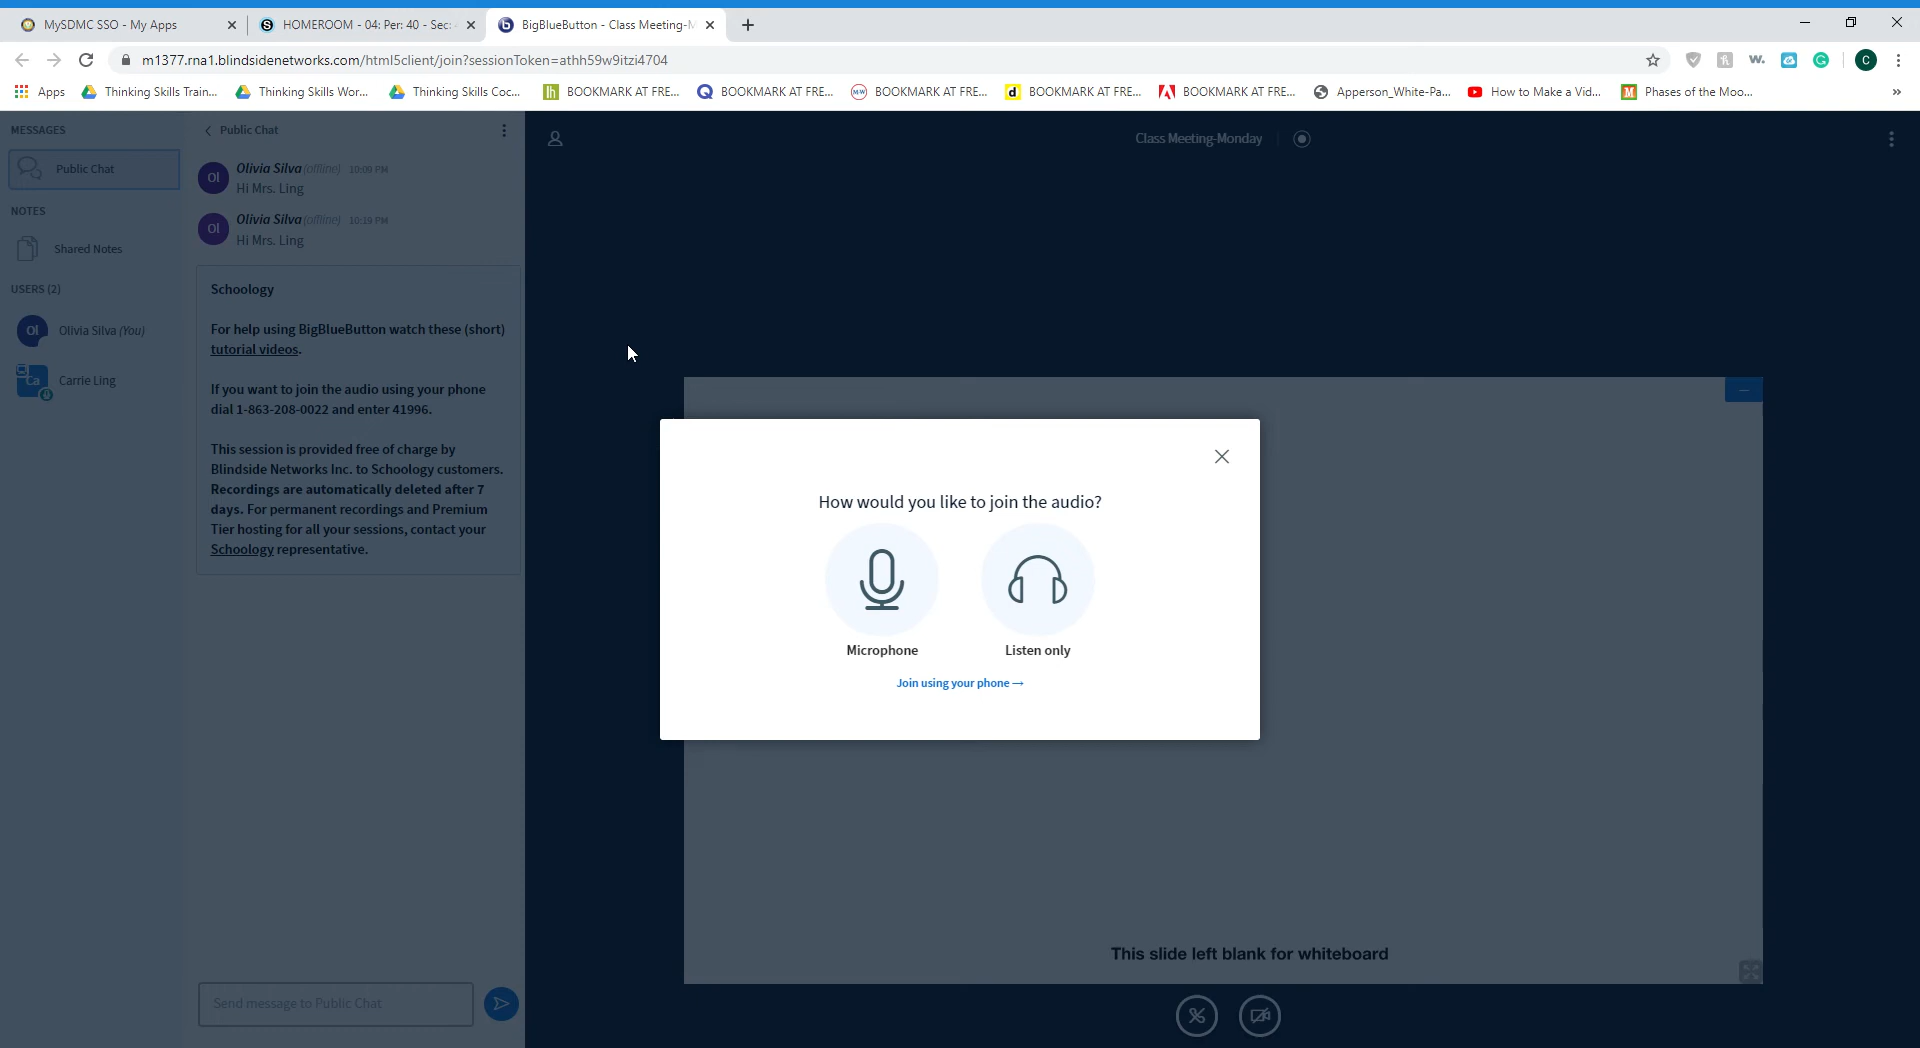 MySDMC SSO - My Apps
HOMEROOM - 04: Per: 40 - Sec:
BigBlueButton - Class Meeting-M
m1377.rna1.blindsidenetworks.com/html5client/join?sessionToken=athh59w9itzi4704
Apps
Thinking Skills Train...
Thinking Skills Wor...
Thinking Skills Coc...
BOOKMARK AT FRE...
BOOKMARK AT FRE...
BOOKMARK AT FRE...
BOOKMARK AT FRE...
BOOKMARK AT FRE...
Apperson_White-Pa...
How to Make a Vid...
Phases of the Moo...
MESSAGES
Public Chat
NOTES
Shared Notes
USERS (2)
Ol Olivia Silva (You)
Ca Carrie Ling
Public Chat
Ol Olivia Silva (offline) 10:09 PM
Hi Mrs. Ling
Ol Olivia Silva (offline) 10:19 PM
Hi Mrs. Ling
Schoology
For help using BigBlueButton watch these (short)
tutorial videos.
If you want to join the audio using your phone
dial 1-863-208-0022 and enter 41996.
This session is provided free of charge by
Blindside Networks Inc. to Schoology customers.
Recordings are automatically deleted after 7
days. For permanent recordings and Premium
Tier hosting for all your sessions, contact your
Schoology representative.
Send message to Public Chat
Class Meeting-Monday
How would you like to join the audio?
Microphone
Listen only
Join using your phone →
This slide left blank for whiteboard